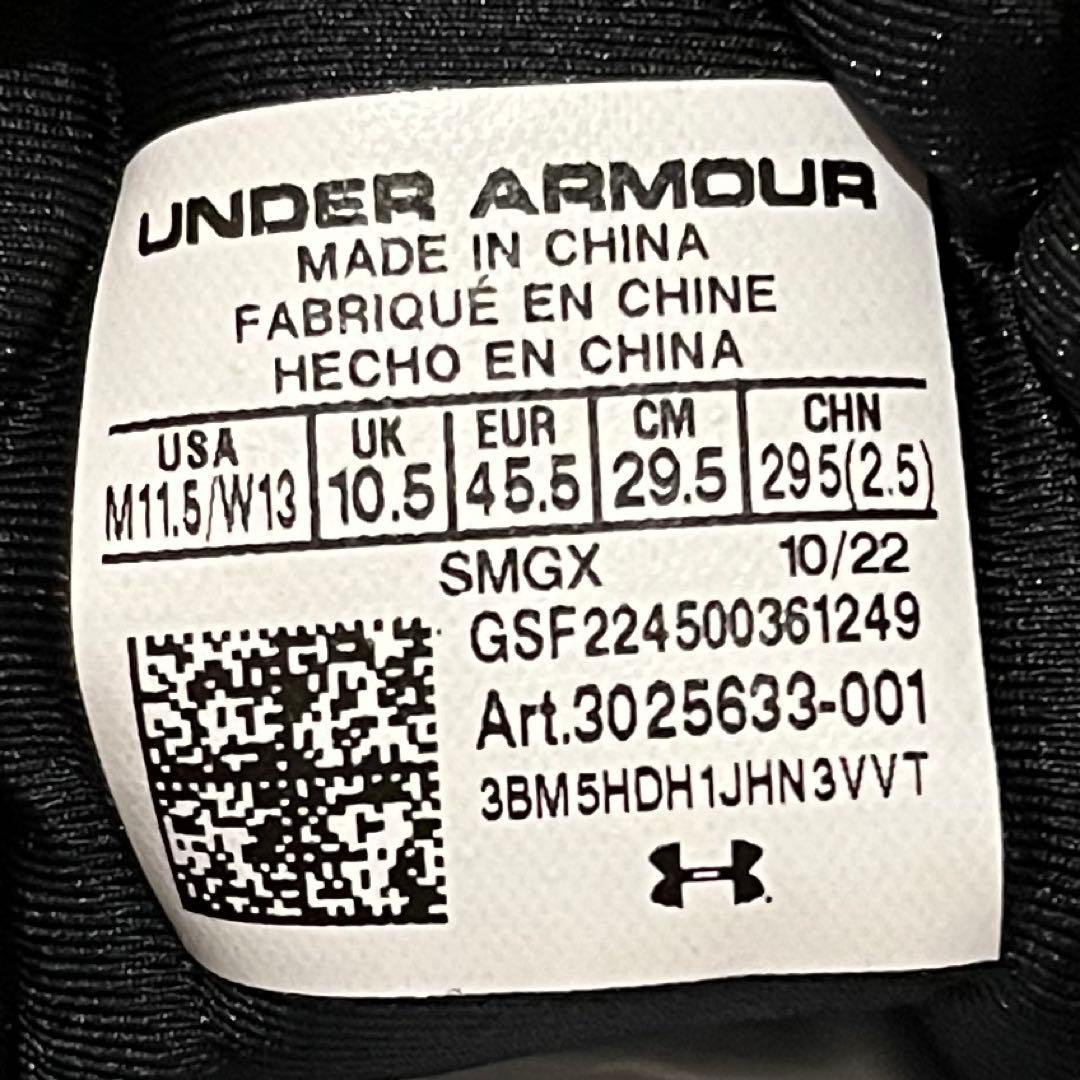 UNDER ARMOUR
MADE IN CHINA
FABRIQUÉ EN CHINE
HECHO EN CHINA
USA UK EUR CM CHN
M11.5/W13 10.5 45.5 29.5 295(2.5)
SMGX 10/22
GSF224500361249
Art.3025633-001
3BM5HDH1JHN3VVT